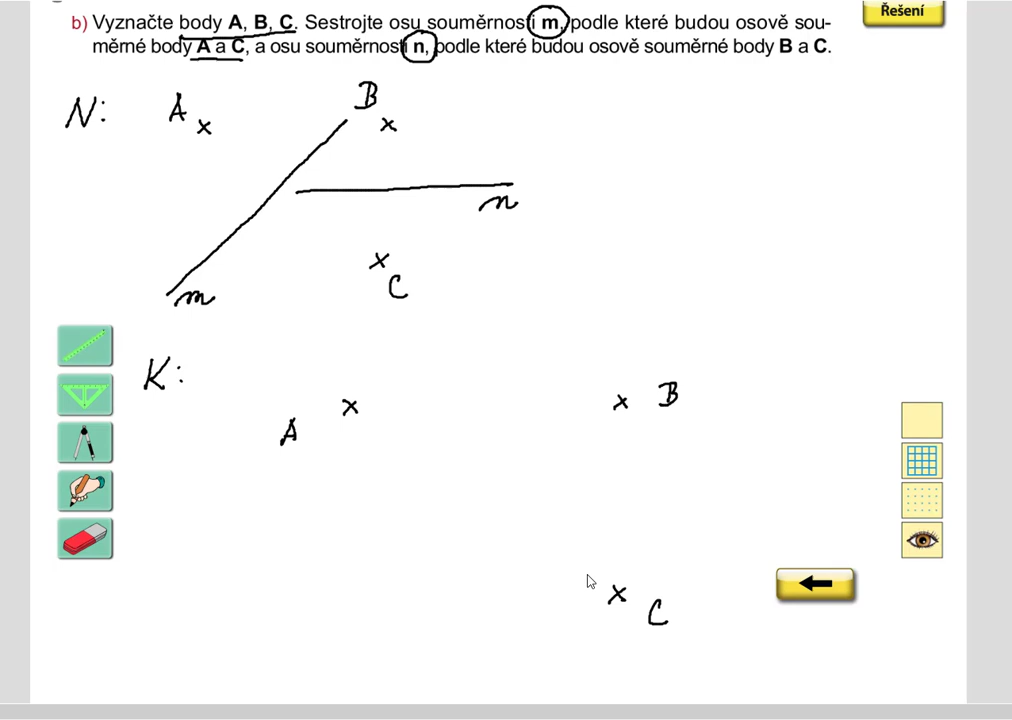 Řešení
b) Vyznačte body A, B, C. Sestrojte osu souměrnosti m, podle které budou osově sou-
měrné body A a C, a osu souměrnosti n, podle které budou osově souměrné body B a C.
N: A x B x
n
x C
m
K:
A x x B
x C